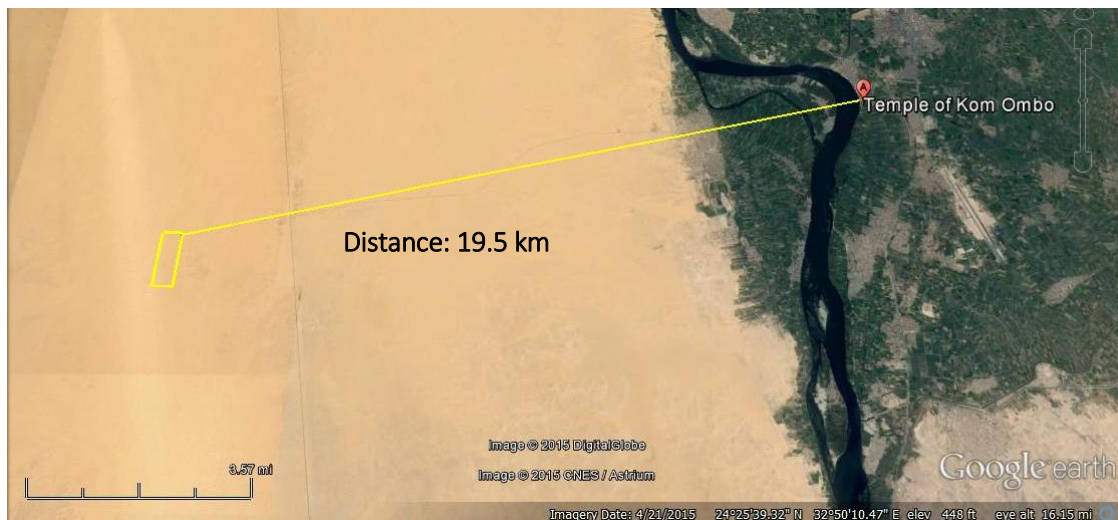 A
Temple of Kom Ombo
Distance: 19.5 km
Image © 2015 DigitalGlobe
3.57 mi
Image © 2015 CNES / Astrium
Google earth
Imagery Date: 4/21/2015 24°25'39.32" N 32°50'10.47" E elev 448 ft eye alt 16.15 mi